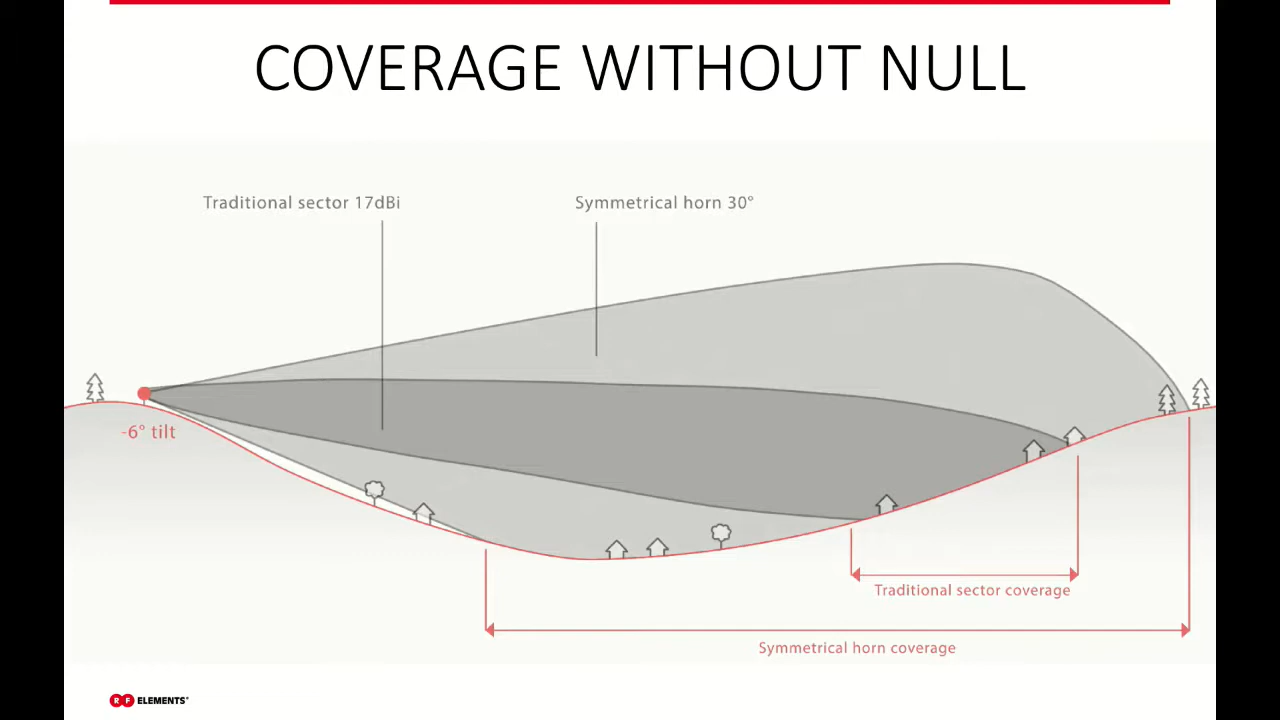 COVERAGE WITHOUT NULL
Traditional sector 17dBi
Symmetrical horn 30°
-6° tilt
Traditional sector coverage
Symmetrical horn coverage
RF ELEMENTS®